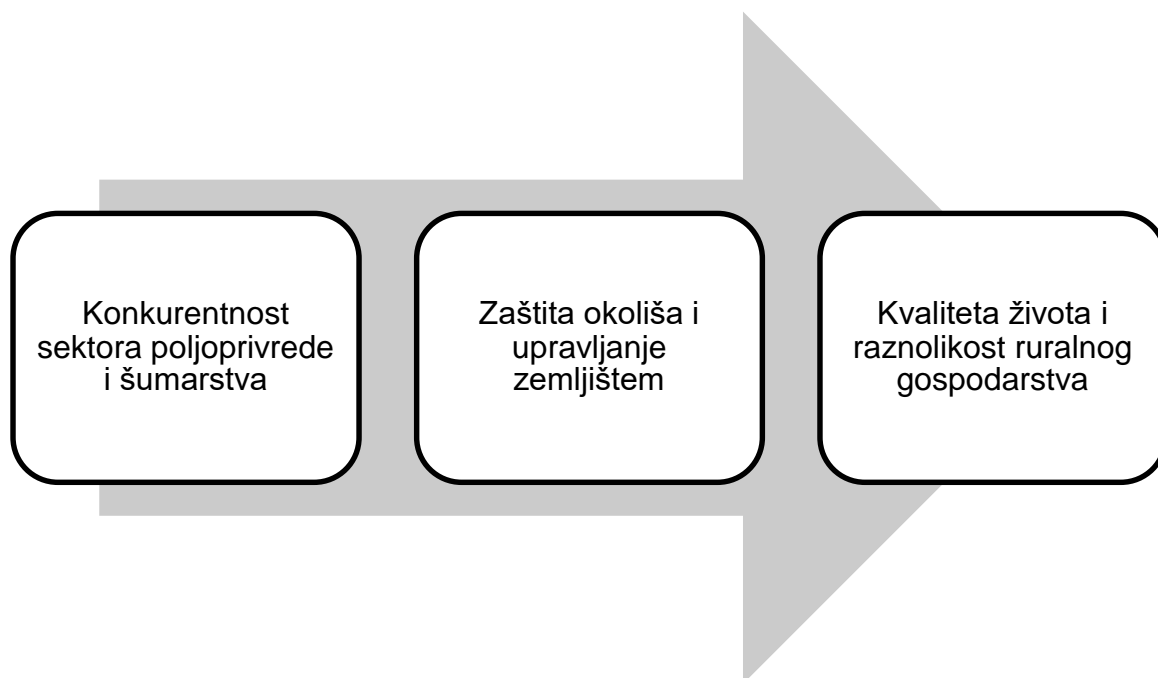 Konkurentnost
sektora poljoprivrede
i šumarstva
Zaštita okoliša i
upravljanje
zemljištem
Kvaliteta života i
raznolikost ruralnog
gospodarstva